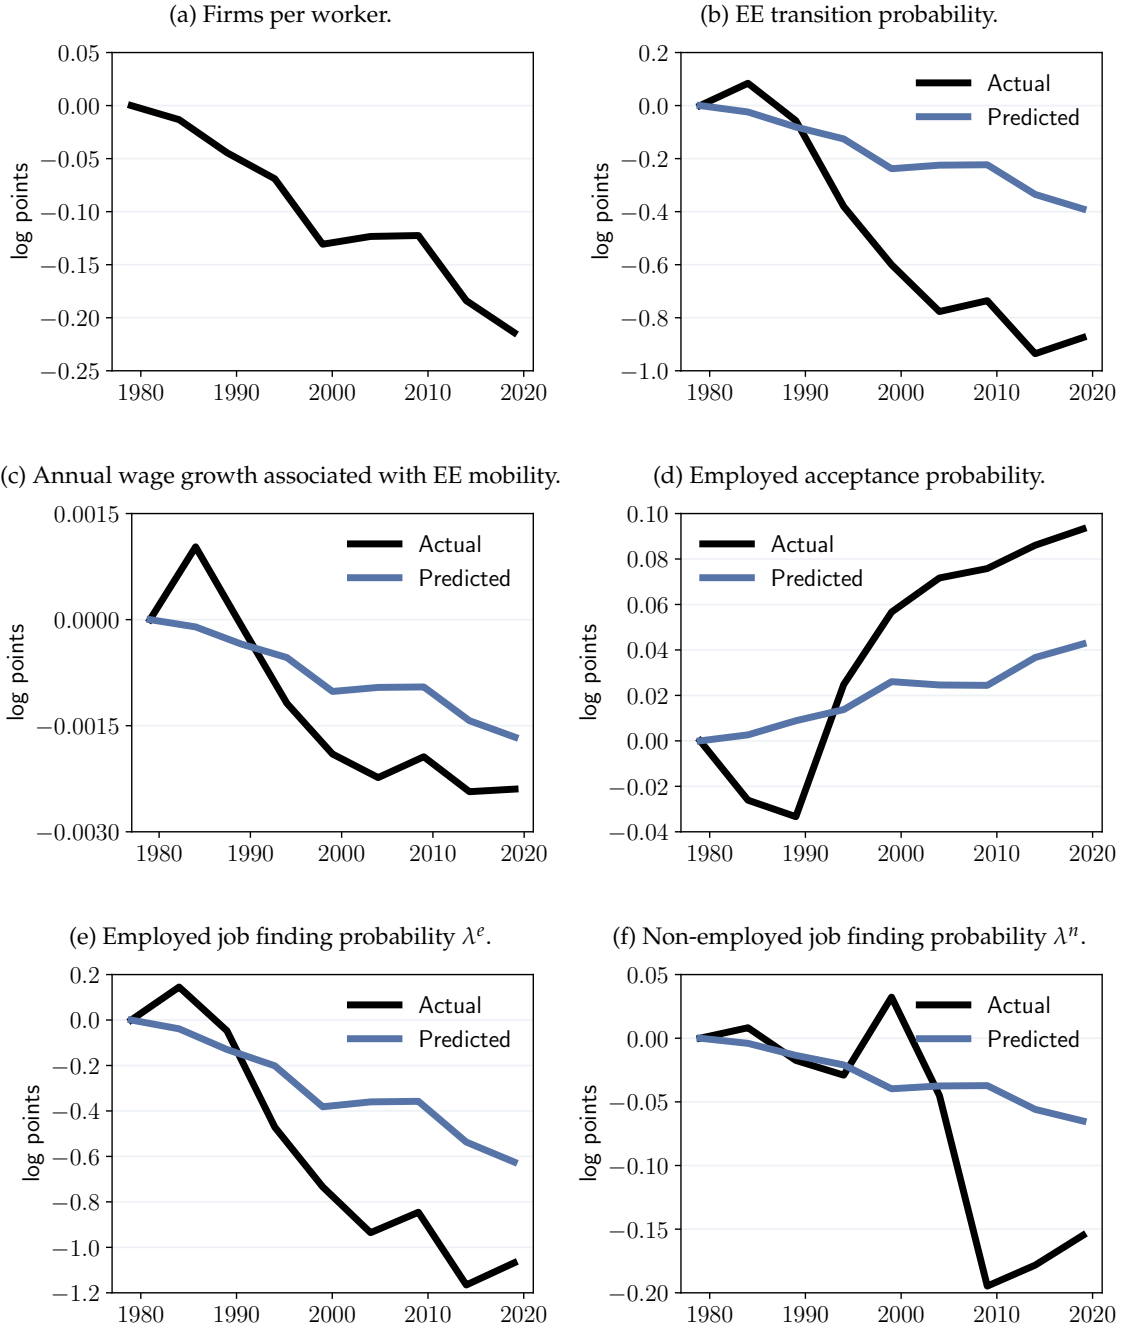 (a) Firms per worker.
0.05
0.00
−0.05
−0.10
−0.15
−0.20
−0.25
log points
1980 1990 2000 2010 2020
(b) EE transition probability.
0.2
0.0
−0.2
−0.4
−0.6
−0.8
−1.0
log points
Actual
Predicted
1980 1990 2000 2010 2020
(c) Annual wage growth associated with EE mobility.
0.0015
0.0000
−0.0015
−0.0030
log points
Actual
Predicted
1980 1990 2000 2010 2020
(d) Employed acceptance probability.
0.10
0.08
0.06
0.04
0.02
0.00
−0.02
−0.04
log points
Actual
Predicted
1980 1990 2000 2010 2020
(e) Employed job finding probability λᵉ.
0.2
0.0
−0.2
−0.4
−0.6
−0.8
−1.0
−1.2
log points
Actual
Predicted
1980 1990 2000 2010 2020
(f) Non-employed job finding probability λⁿ.
0.05
0.00
−0.05
−0.10
−0.15
−0.20
log points
Actual
Predicted
1980 1990 2000 2010 2020